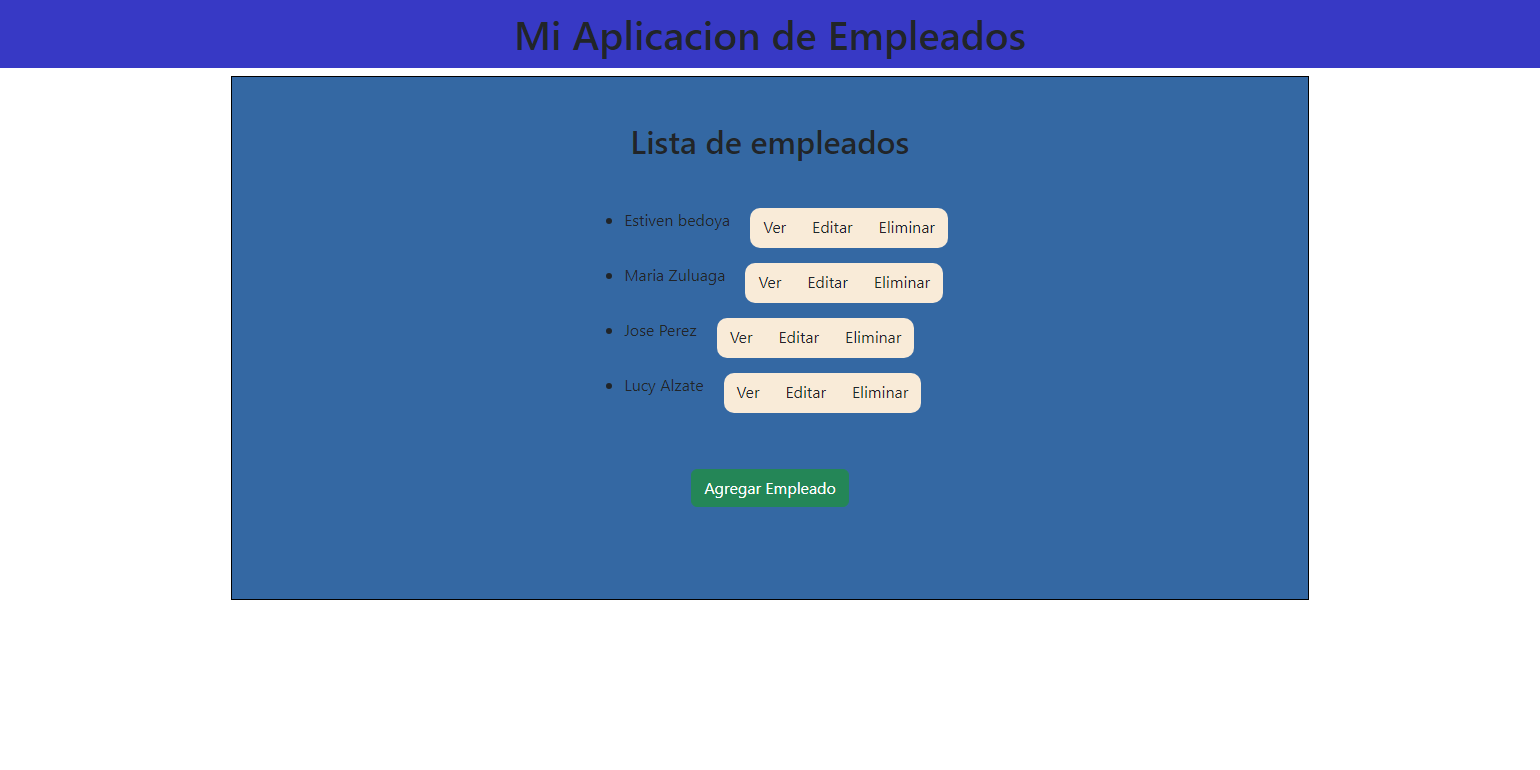 Mi Aplicacion de Empleados
Lista de empleados
Estiven bedoya Ver Editar Eliminar
Maria Zuluaga Ver Editar Eliminar
Jose Perez Ver Editar Eliminar
Lucy Alzate Ver Editar Eliminar
Agregar Empleado